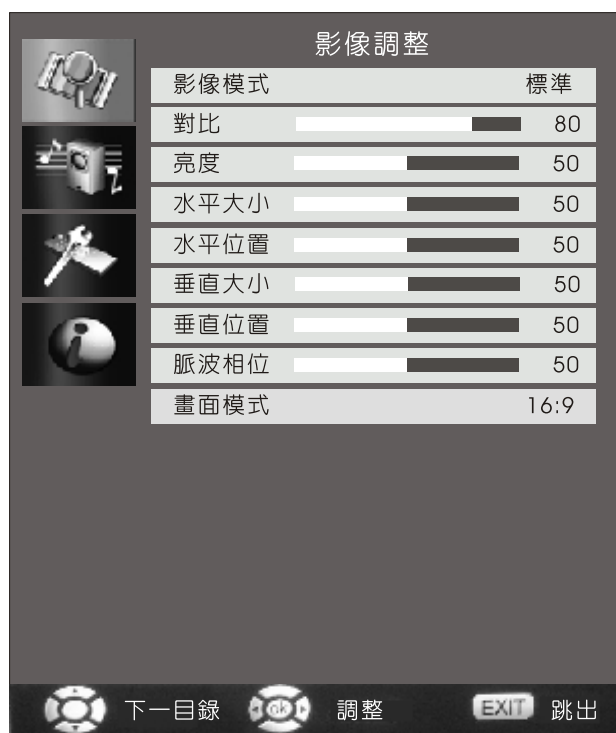 影像調整
影像模式 標準
對比 80
亮度 50
水平大小 50
水平位置 50
垂直大小 50
垂直位置 50
脈波相位 50
畫面模式 16:9
下一目錄 ok 調整 EXIT 跳出